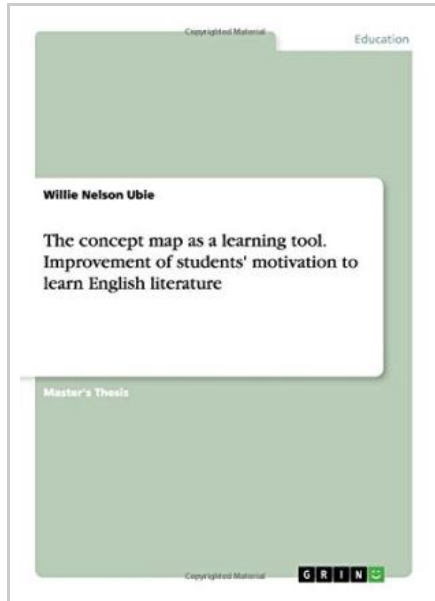 Copyrighted Material
Education
Willie Nelson Ubie
The concept map as a learning tool.
Improvement of students' motivation to
learn English literature
Master's Thesis
Copyrighted Material
GRIN